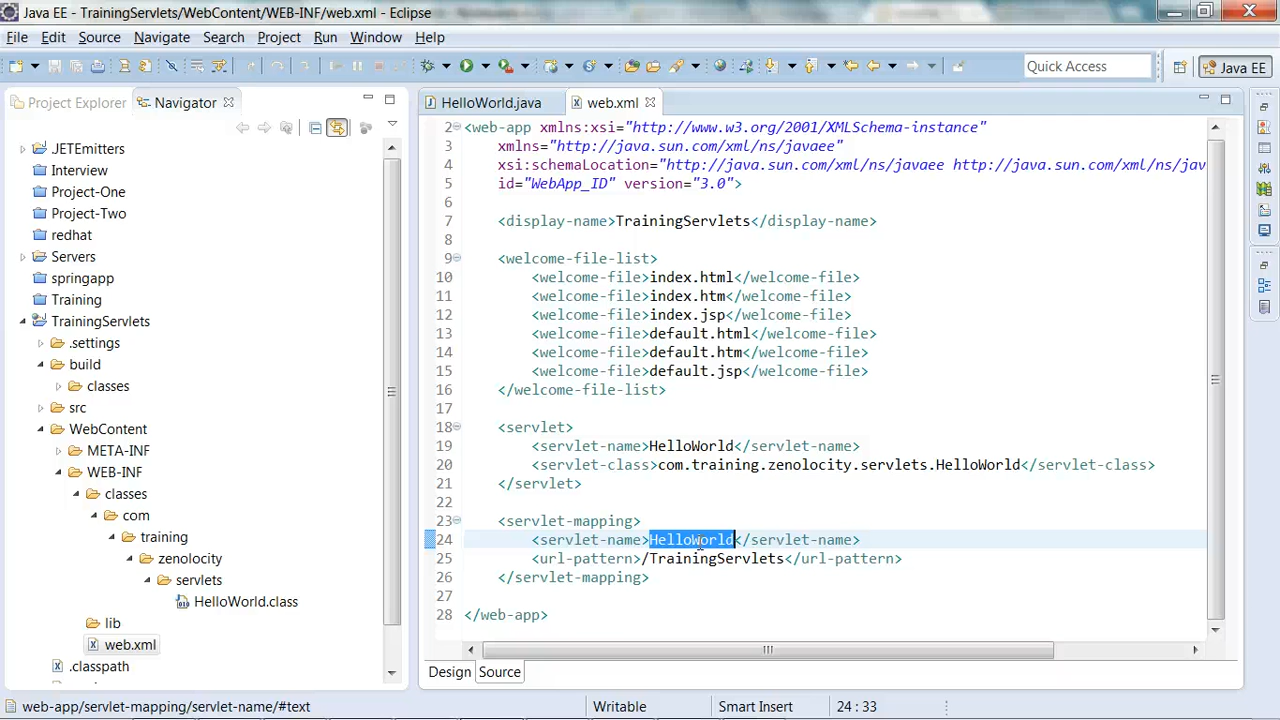 Java EE - TrainingServlets/WebContent/WEB-INF/web.xml - Eclipse
File Edit Source Navigate Search Project Run Window Help
Quick Access
Java EE
Project Explorer
Navigator
HelloWorld.java
web.xml
JETEmitters
Interview
Project-One
Project-Two
redhat
Servers
springapp
Training
TrainingServlets
.settings
build
classes
src
WebContent
META-INF
WEB-INF
classes
com
training
zenolocity
servlets
HelloWorld.class
lib
web.xml
.classpath
2 <web-app xmlns:xsi="http://www.w3.org/2001/XMLSchema-instance"
3 xmlns="http://java.sun.com/xml/ns/javaee"
4 xsi:schemaLocation="http://java.sun.com/xml/ns/javaee http://java.sun.com/xml/ns/jav
5 id="WebApp_ID" version="3.0">
6
7 <display-name>TrainingServlets</display-name>
8
9 <welcome-file-list>
10 <welcome-file>index.html</welcome-file>
11 <welcome-file>index.htm</welcome-file>
12 <welcome-file>index.jsp</welcome-file>
13 <welcome-file>default.html</welcome-file>
14 <welcome-file>default.htm</welcome-file>
15 <welcome-file>default.jsp</welcome-file>
16 </welcome-file-list>
17
18 <servlet>
19 <servlet-name>HelloWorld</servlet-name>
20 <servlet-class>com.training.zenolocity.servlets.HelloWorld</servlet-class>
21 </servlet>
22
23 <servlet-mapping>
24 <servlet-name>HelloWorld</servlet-name>
25 <url-pattern>/TrainingServlets</url-pattern>
26 </servlet-mapping>
27
28 </web-app>
Design Source
web-app/servlet-mapping/servlet-name/#text
Writable
Smart Insert
24 : 33